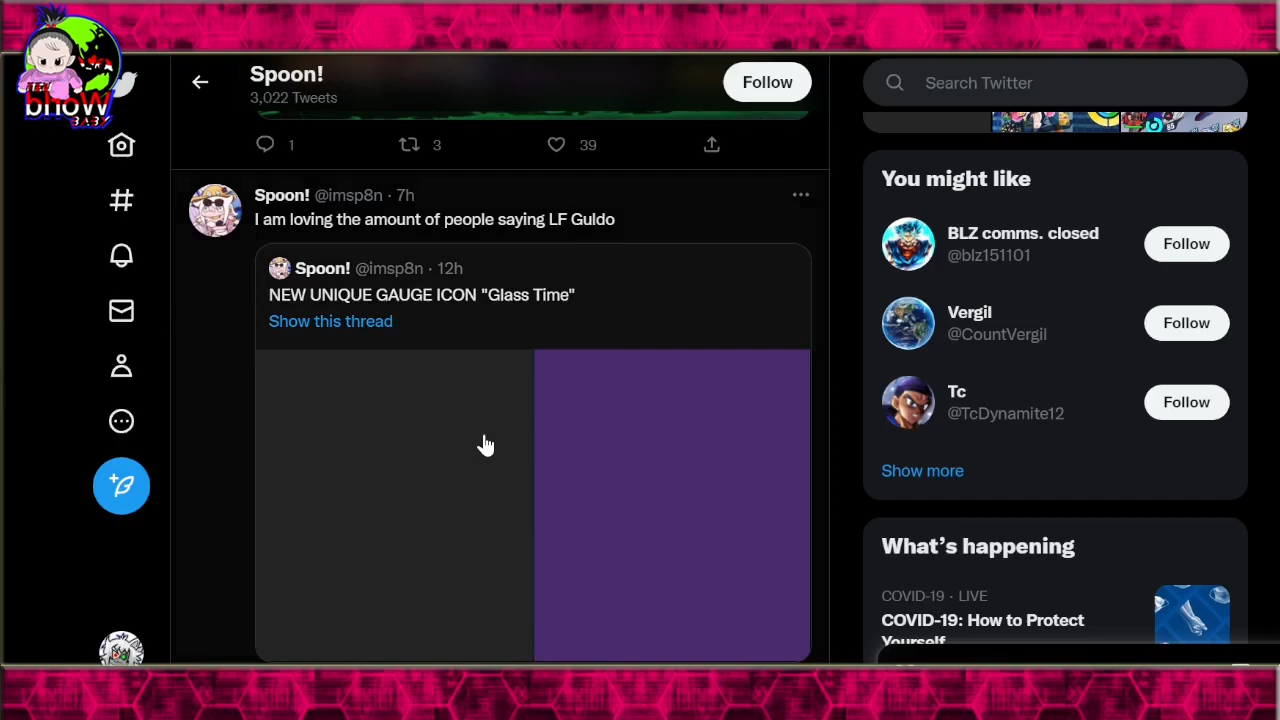 bhoW
BABY
Spoon!
3,022 Tweets
Follow
Search Twitter
1
3
39
Spoon! @imsp8n · 7h
I am loving the amount of people saying LF Guldo
Spoon! @imsp8n · 12h
NEW UNIQUE GAUGE ICON "Glass Time"
Show this thread
You might like
BLZ comms. closed
@blz151101
Follow
Vergil
@CountVergil
Follow
Tc
@TcDynamite12
Follow
Show more
What's happening
COVID-19 · LIVE
COVID-19: How to Protect
Yourself